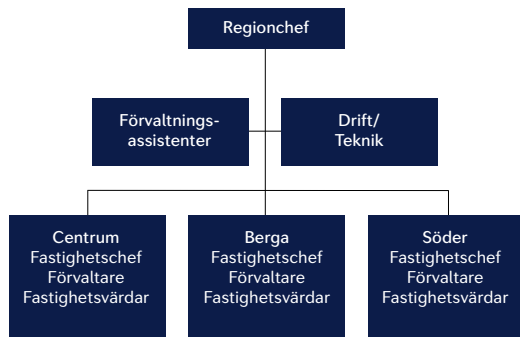 Regionchef
Förvaltnings-
assistenter
Drift/
Teknik
Centrum
Fastighetschef
Förvaltare
Fastighetsvärdar
Berga
Fastighetschef
Förvaltare
Fastighetsvärdar
Söder
Fastighetschef
Förvaltare
Fastighetsvärdar